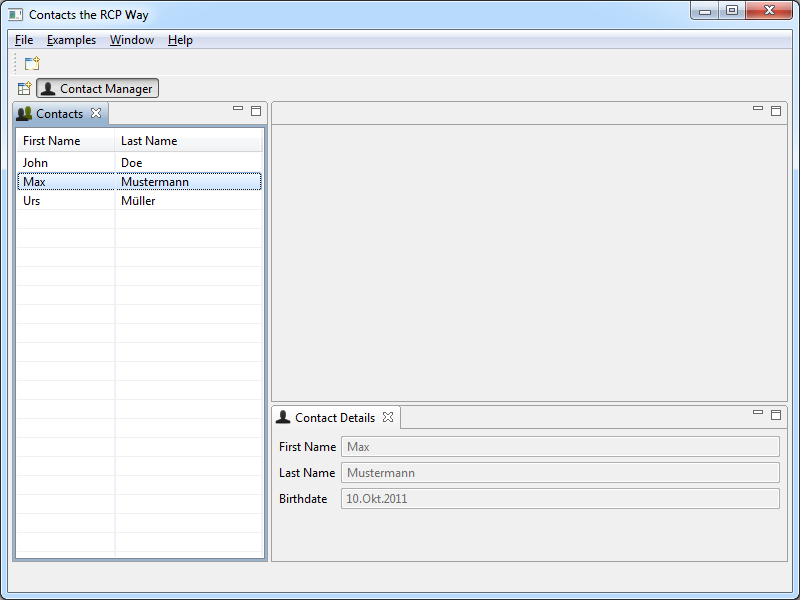 Contacts the RCP Way
File Examples Window Help
Contact Manager
Contacts
First Name Last Name
John Doe
Max Mustermann
Urs Müller
Contact Details
First Name Max
Last Name Mustermann
Birthdate 10.Okt.2011